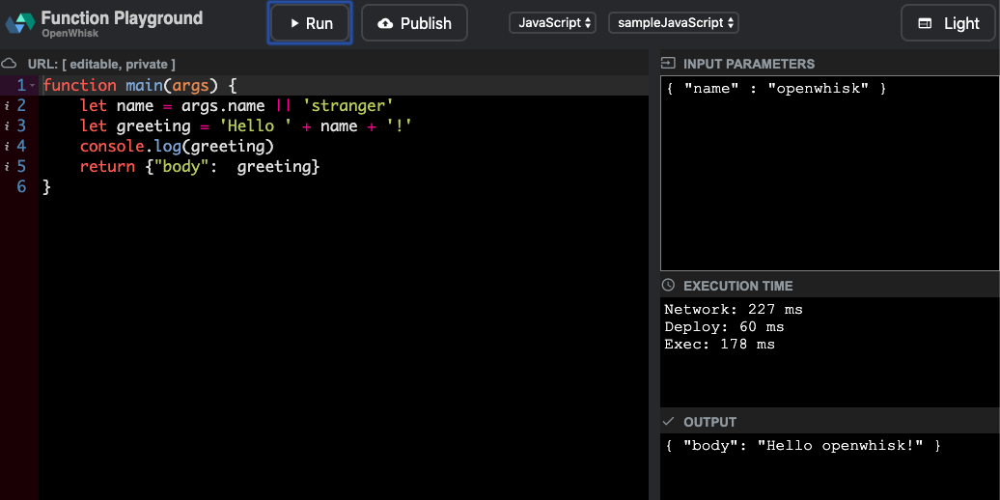 Function Playground
OpenWhisk
Run
Publish
JavaScript
sampleJavaScript
Light
URL: [ editable, private ]
1 function main(args) {
i 2     let name = args.name || 'stranger'
i 3     let greeting = 'Hello ' + name + '!'
i 4     console.log(greeting)
i 5     return {"body":  greeting}
6 }
INPUT PARAMETERS
{ "name" : "openwhisk" }
EXECUTION TIME
Network: 227 ms
Deploy: 60 ms
Exec: 178 ms
OUTPUT
{ "body": "Hello openwhisk!" }